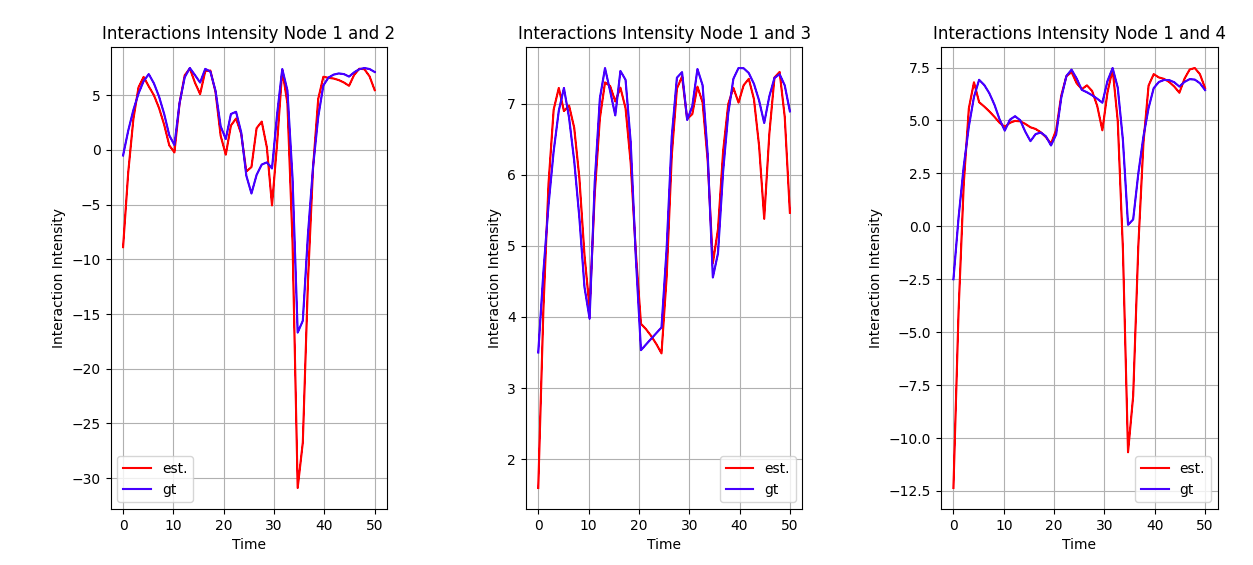 Interactions Intensity Node 1 and 2
5
0
−5
−10
−15
−20
−25
−30
Interaction Intensity
est.
gt
0 10 20 30 40 50
Time
Interactions Intensity Node 1 and 3
7
6
5
4
3
2
Interaction Intensity
est.
gt
0 10 20 30 40 50
Time
Interactions Intensity Node 1 and 4
7.5
5.0
2.5
0.0
−2.5
−5.0
−7.5
−10.0
−12.5
Interaction Intensity
est.
gt
0 10 20 30 40 50
Time